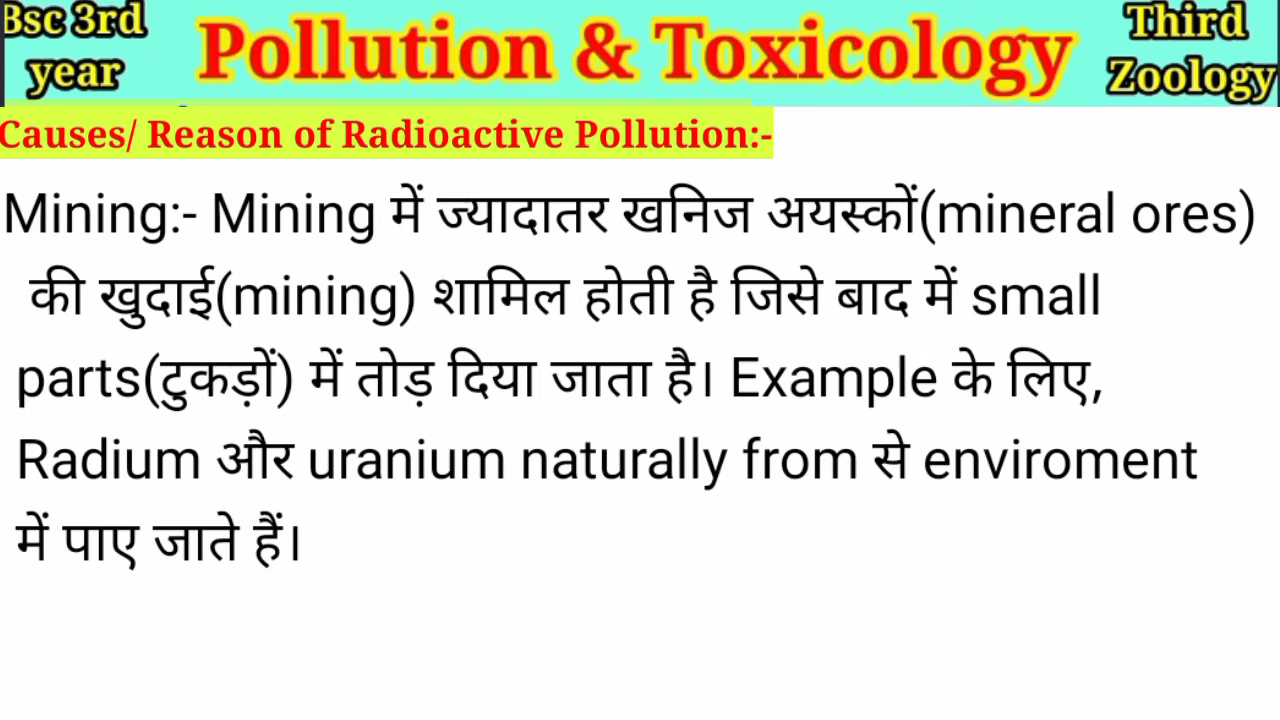 Bsc 3rd
year
Pollution & Toxicology
Third
Zoology
Causes/ Reason of Radioactive Pollution:-
Mining:- Mining में ज्यादातर खनिज अयस्कों(mineral ores)
की खुदाई(mining) शामिल होती है जिसे बाद में small
parts(टुकड़ों) में तोड़ दिया जाता है। Example के लिए,
Radium और uranium naturally from से enviroment
में पाए जाते हैं।